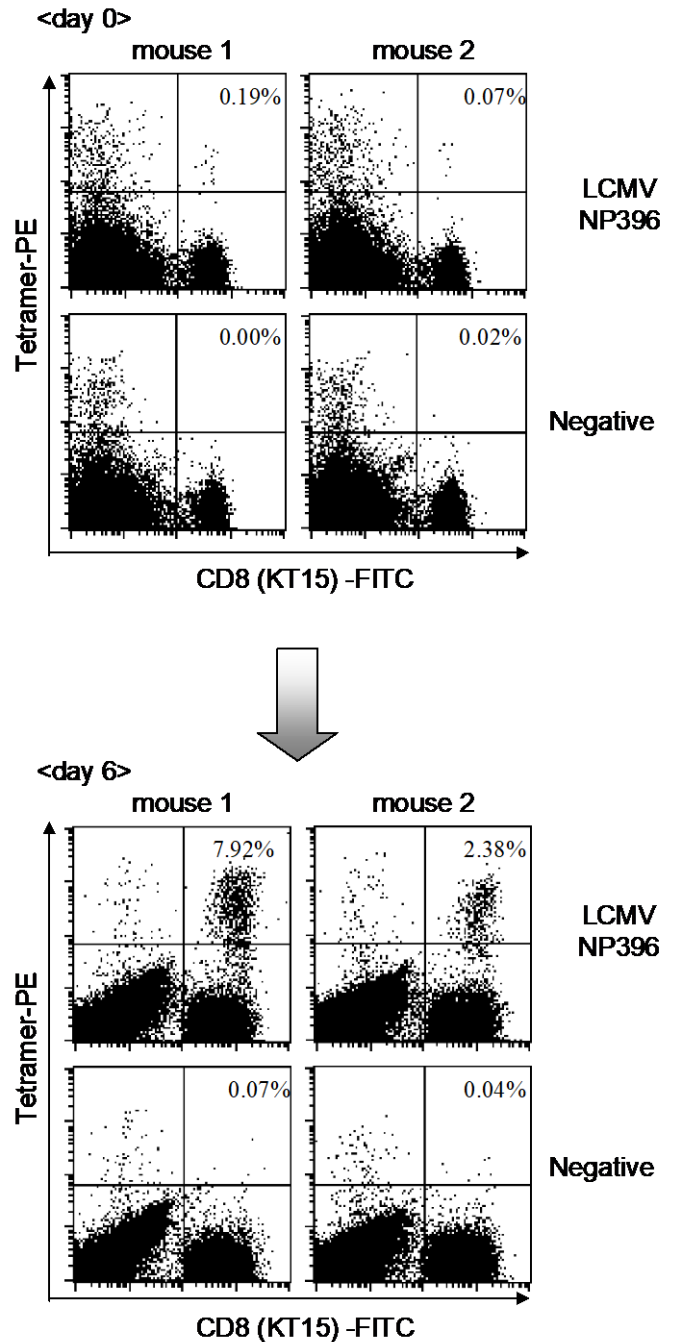 <day 0>
mouse 1
mouse 2
0.19%
0.07%
LCMV
NP396
0.00%
0.02%
Negative
Tetramer-PE
CD8 (KT15) -FITC
<day 6>
mouse 1
mouse 2
7.92%
2.38%
LCMV
NP396
0.07%
0.04%
Negative
Tetramer-PE
CD8 (KT15) -FITC